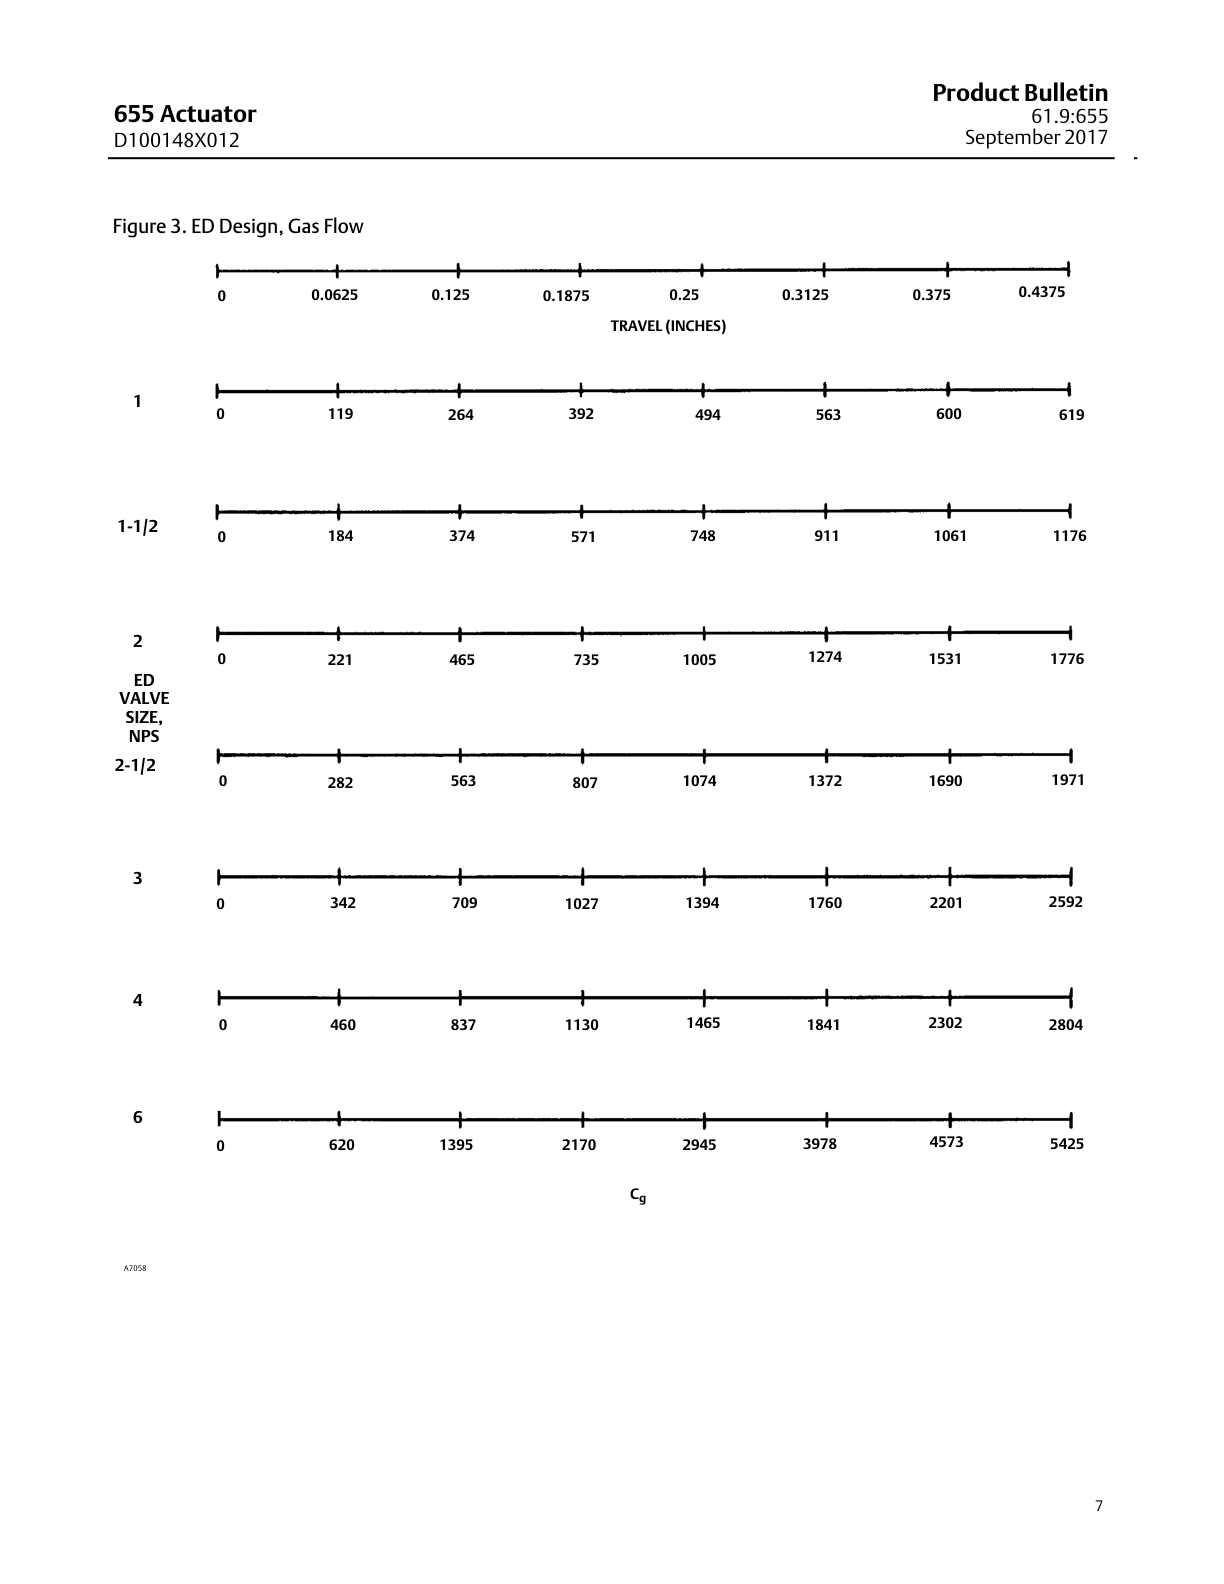 655 Actuator
D100148X012
Product Bulletin
61.9:655
September 2017
Figure 3. ED Design, Gas Flow
0 0.0625 0.125 0.1875 0.25 0.3125 0.375 0.4375
TRAVEL (INCHES)
1
0 119 264 392 494 563 600 619
1-1/2
0 184 374 571 748 911 1061 1176
2
0 221 465 735 1005 1274 1531 1776
ED
VALVE
SIZE,
NPS
2-1/2
0 282 563 807 1074 1372 1690 1971
3
0 342 709 1027 1394 1760 2201 2592
4
0 460 837 1130 1465 1841 2302 2804
6
0 620 1395 2170 2945 3978 4573 5425
Cg
A7058
7